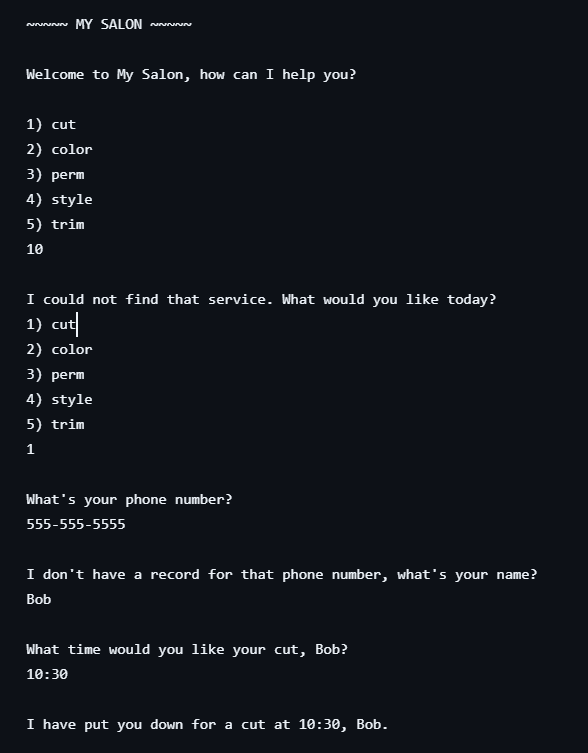 ~~~~~ MY SALON ~~~~~
Welcome to My Salon, how can I help you?
1) cut
2) color
3) perm
4) style
5) trim
10
I could not find that service. What would you like today?
1) cut
2) color
3) perm
4) style
5) trim
1
What's your phone number?
555-555-5555
I don't have a record for that phone number, what's your name?
Bob
What time would you like your cut, Bob?
10:30
I have put you down for a cut at 10:30, Bob.